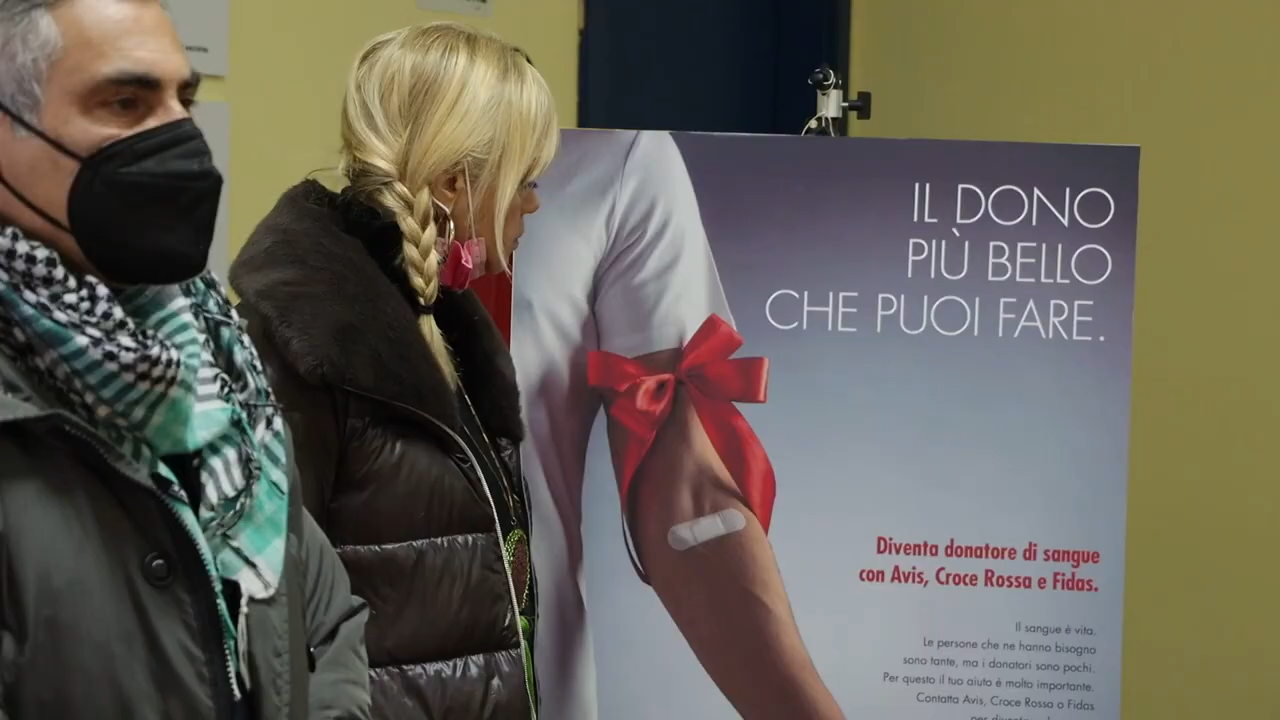 IL DONO
PIÙ BELLO
CHE PUOI FARE.
Diventa donatore di sangue
con Avis, Croce Rossa e Fidas.
Il sangue è vita.
Le persone che ne hanno bisogno
sono tante, ma i donatori sono pochi.
Per questo il tuo aiuto è molto importante.
Contatta Avis, Croce Rossa o Fidas